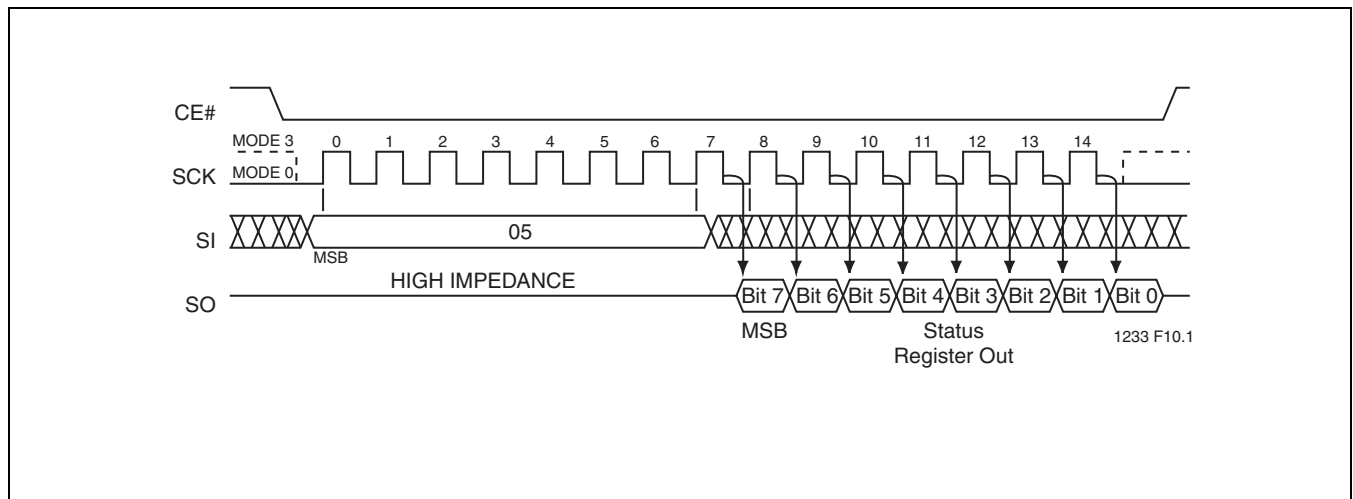 CE#
MODE 3
0 1 2 3 4 5 6 7 8 9 10 11 12 13 14
SCK
MODE 0
SI
05
MSB
HIGH IMPEDANCE
SO
Bit 7 Bit 6 Bit 5 Bit 4 Bit 3 Bit 2 Bit 1 Bit 0
MSB
Status
Register Out
1233 F10.1